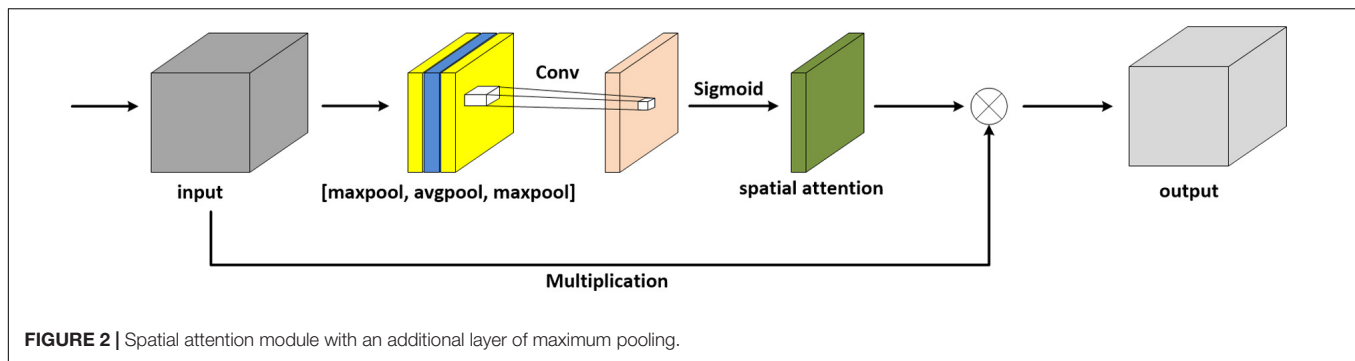 Conv
Sigmoid
input
[maxpool, avgpool, maxpool]
spatial attention
output
Multiplication
FIGURE 2 | Spatial attention module with an additional layer of maximum pooling.